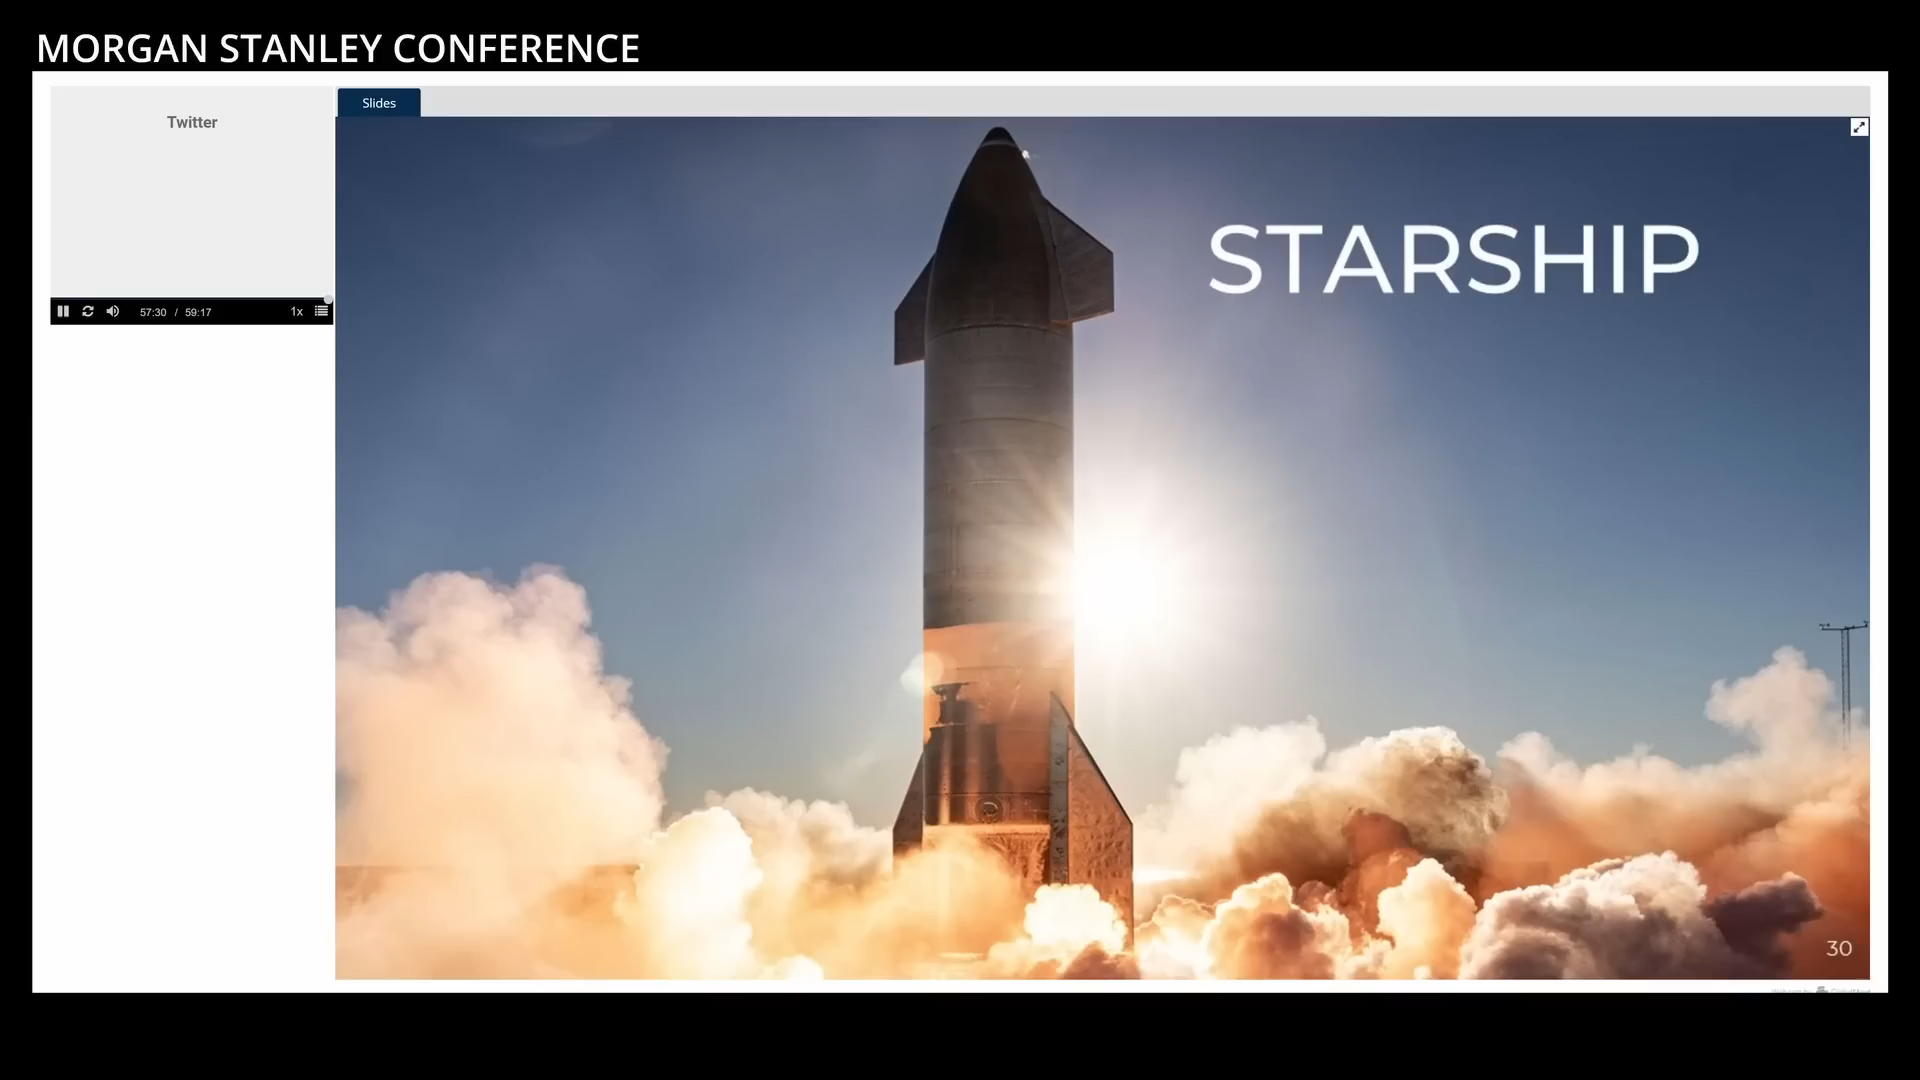 MORGAN STANLEY CONFERENCE
Slides
Twitter
STARSHIP
57:30 / 59:17
1x
30